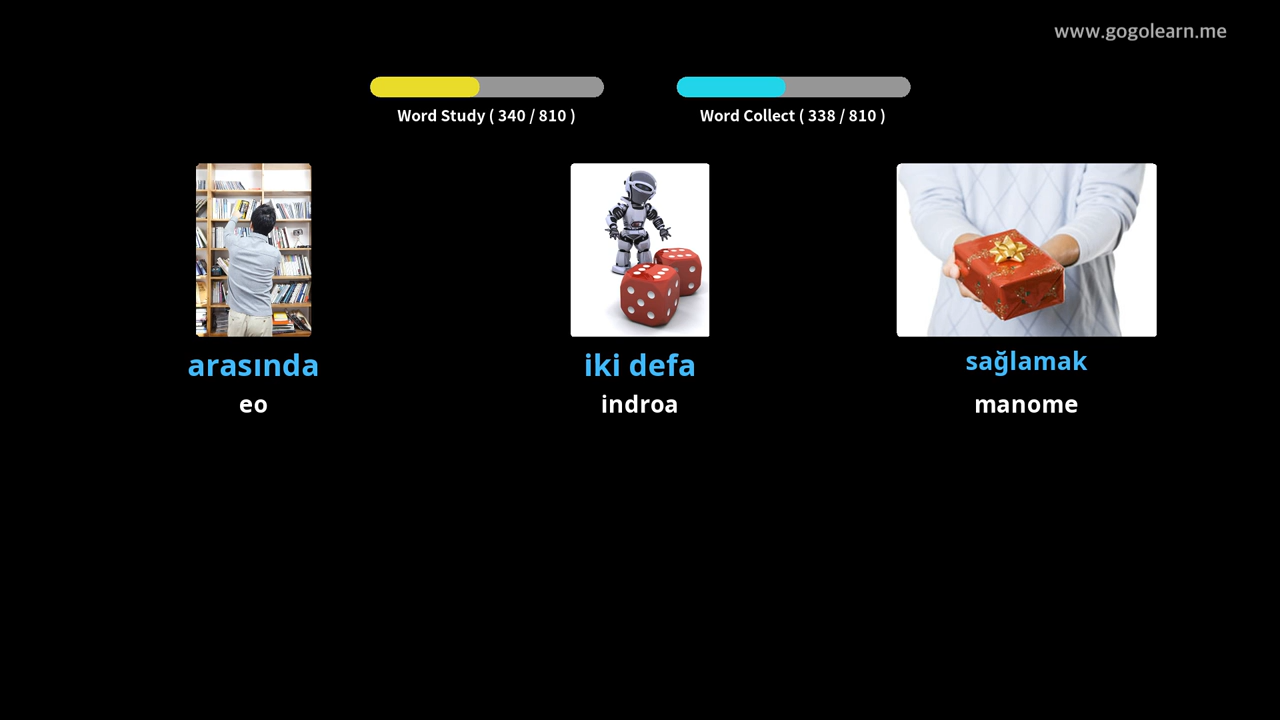 www.gogolearn.me
Word Study ( 340 / 810 )
Word Collect ( 338 / 810 )
arasında
eo
iki defa
indroa
sağlamak
manome